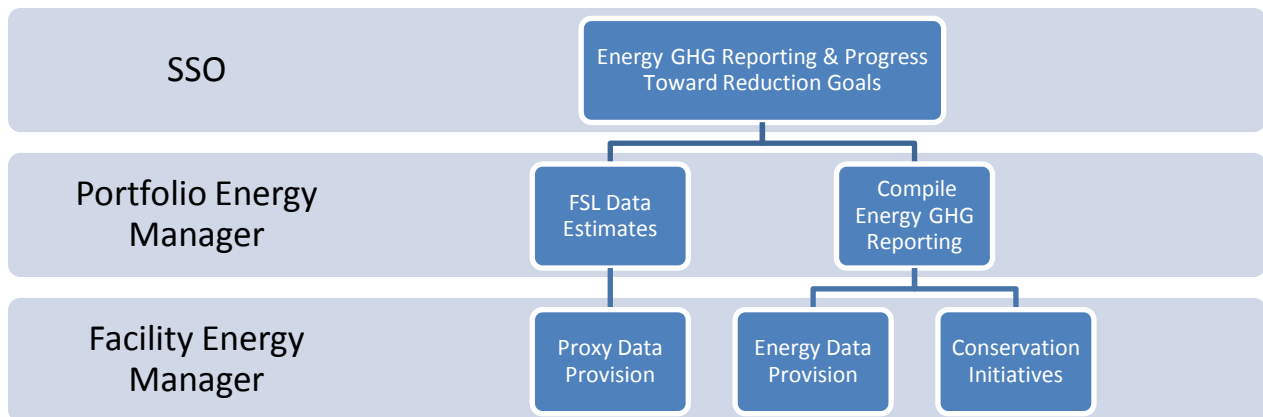 SSO
Energy GHG Reporting & Progress
Toward Reduction Goals
Portfolio Energy
Manager
FSL Data
Estimates
Compile
Energy GHG
Reporting
Facility Energy
Manager
Proxy Data
Provision
Energy Data
Provision
Conservation
Initiatives